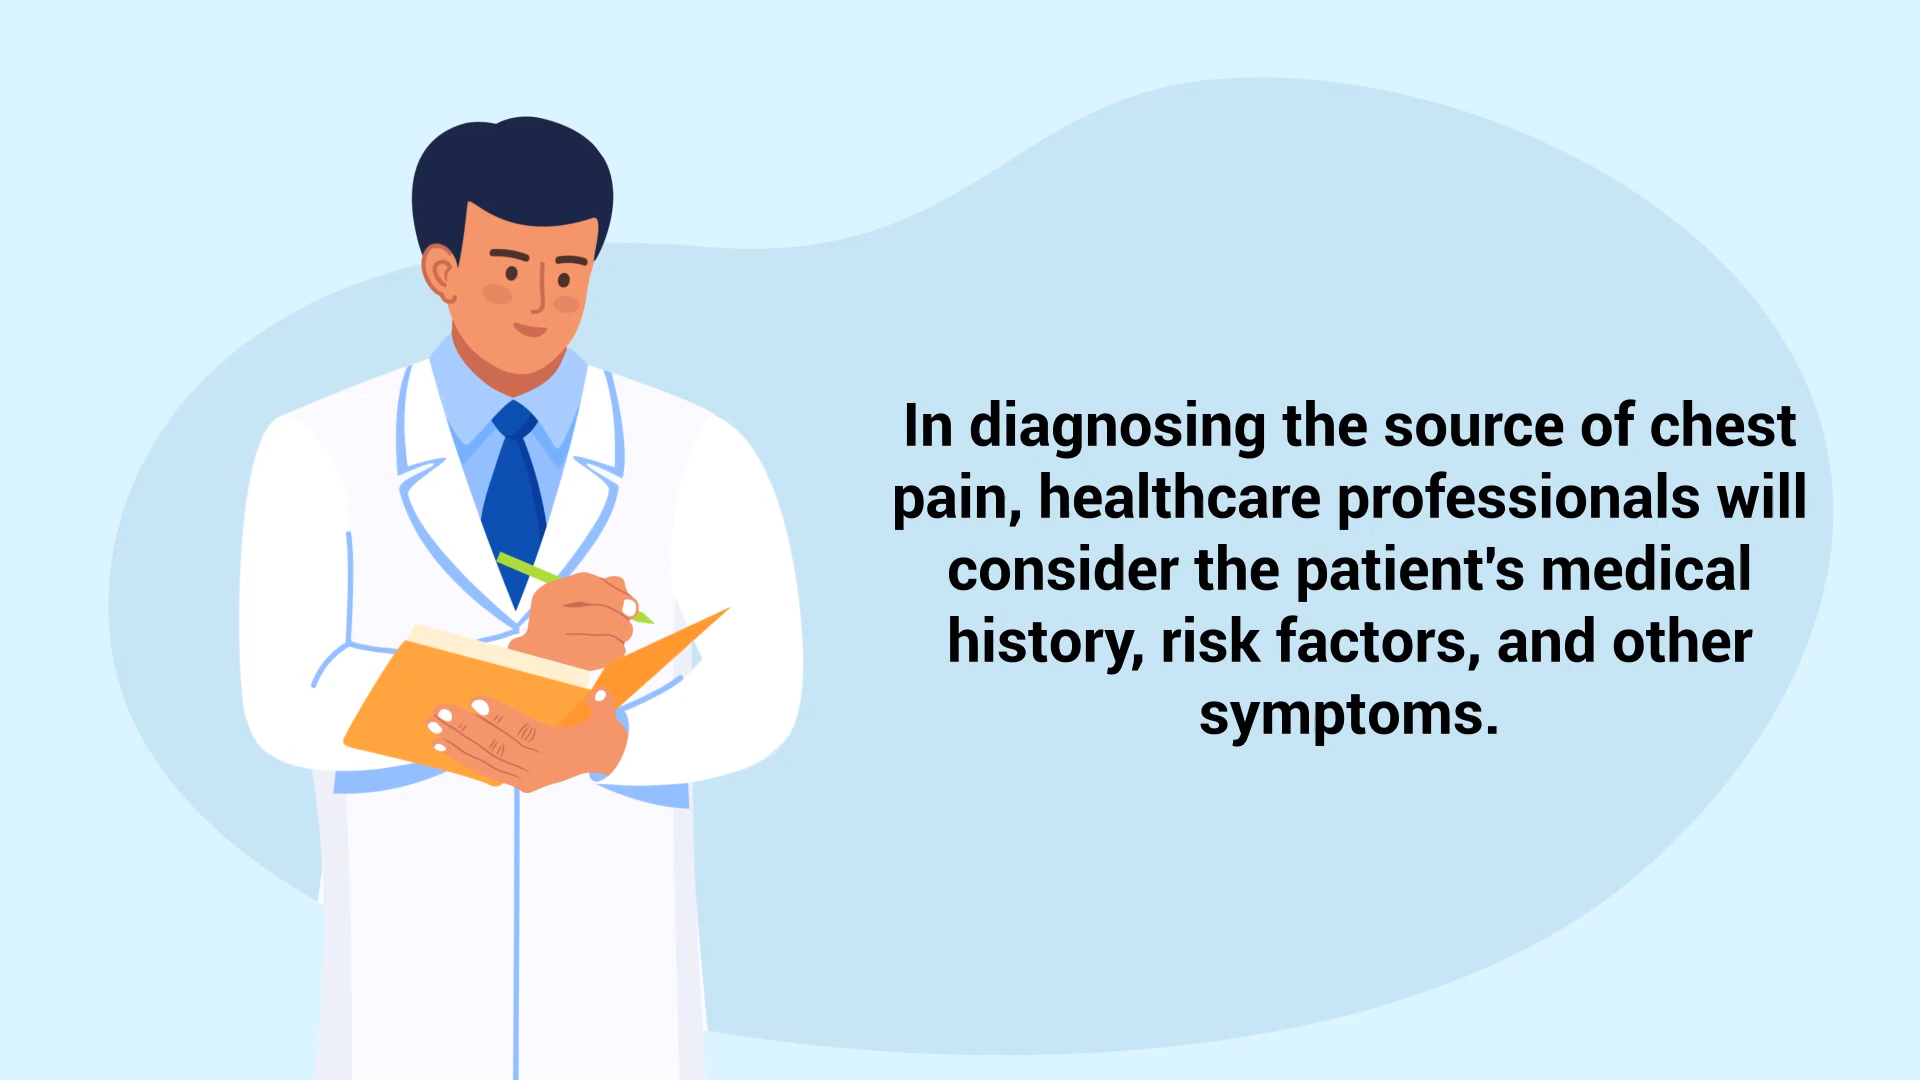 In diagnosing the source of chest
pain, healthcare professionals will
consider the patient's medical
history, risk factors, and other
symptoms.